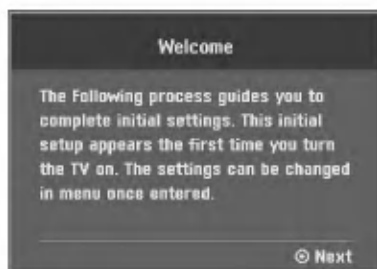 Welcome
The Following process guides you to
complete initial settings. This initial
setup appears the first time you turn
the TV on. The settings can be changed
in menu once entered.
⊙ Next